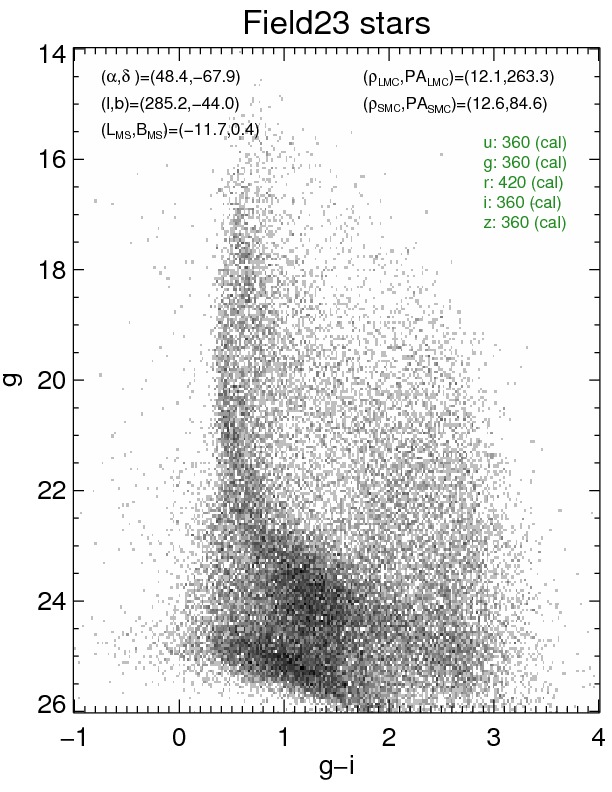 Field23 stars
(α,δ)=(48.4,−67.9)
(ρLMC,PALMC)=(12.1,263.3)
(l,b)=(285.2,−44.0)
(ρSMC,PASMC)=(12.6,84.6)
(LMS,BMS)=(−11.7,0.4)
u: 360 (cal)
g: 360 (cal)
r: 420 (cal)
i: 360 (cal)
z: 360 (cal)
14
16
18
20
22
24
26
g
−1 0 1 2 3 4
g−i